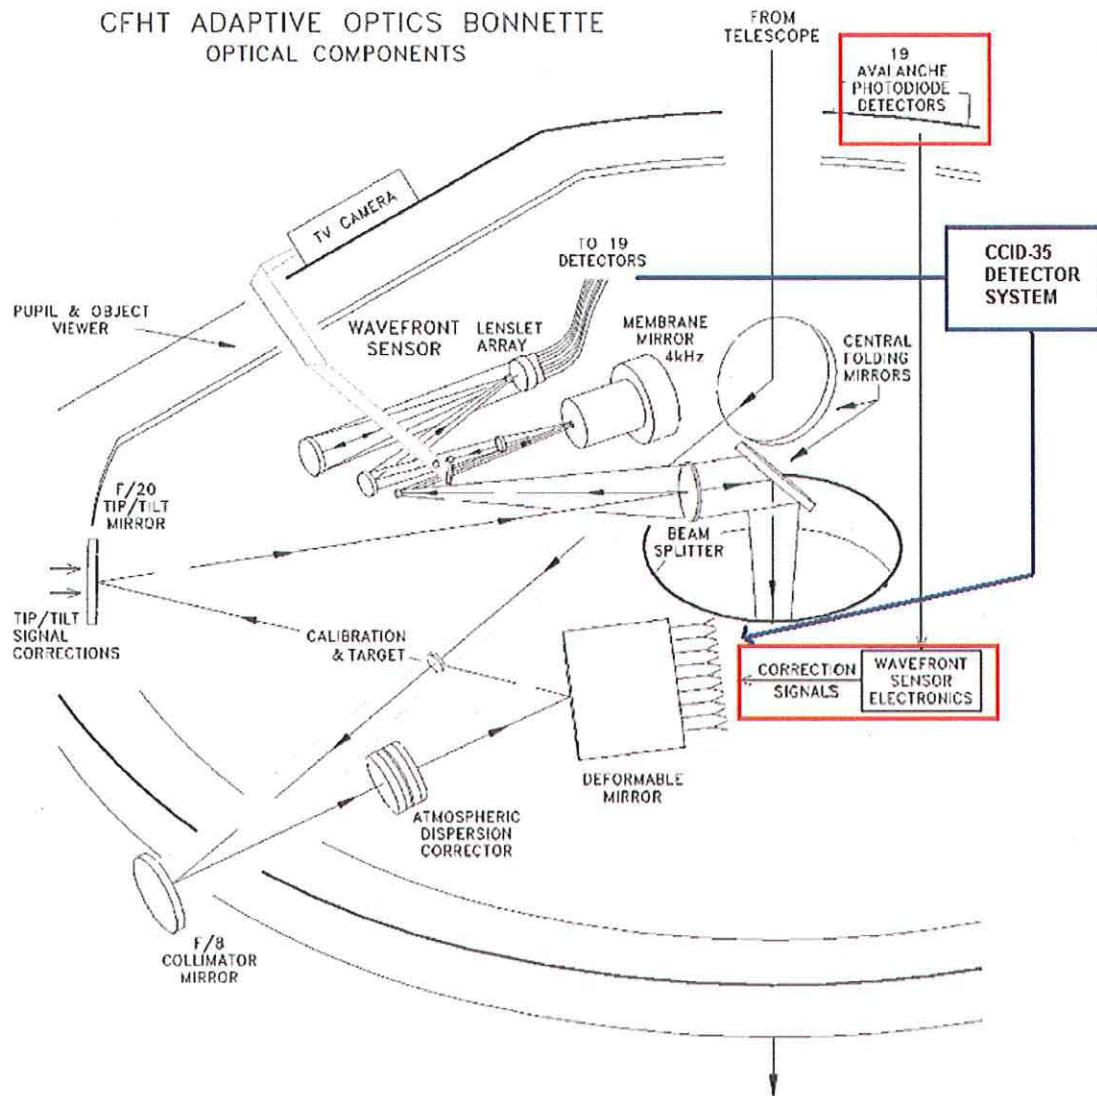 CFHT ADAPTIVE OPTICS BONNETTE
OPTICAL COMPONENTS
FROM
TELESCOPE
19
AVALANCHE
PHOTODIODE
DETECTORS
TV CAMERA
TO 19
DETECTORS
CCID-35
DETECTOR
SYSTEM
PUPIL & OBJECT
VIEWER
WAVEFRONT
SENSOR
LENSLET
ARRAY
MEMBRANE
MIRROR
4kHz
CENTRAL
FOLDING
MIRRORS
F/20
TIP/TILT
MIRROR
BEAM
SPLITTER
TIP/TILT
SIGNAL
CORRECTIONS
CALIBRATION
& TARGET
CORRECTION
SIGNALS
WAVEFRONT
SENSOR
ELECTRONICS
DEFORMABLE
MIRROR
ATMOSPHERIC
DISPERSION
CORRECTOR
F/8
COLLIMATOR
MIRROR